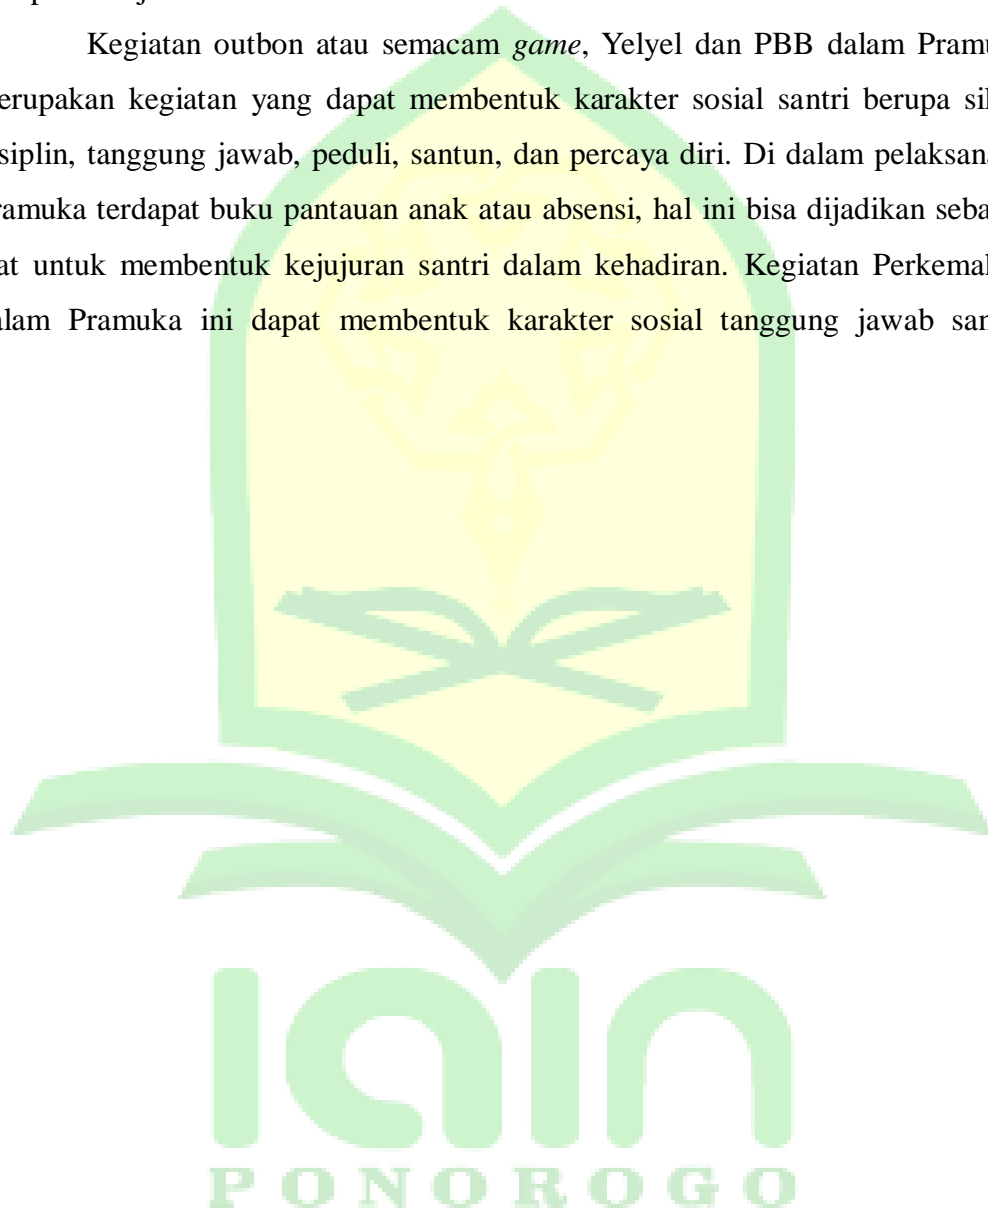 Kegiatan outbon atau semacam game, Yelyel dan PBB dalam Pramu
erupakan kegiatan yang dapat membentuk karakter sosial santri berupa
siplin, tanggung jawab, peduli, santun, dan percaya diri. Di dalam pelaksana
ramuka terdapat buku pantauan anak atau absensi, hal ini bisa dijadikan seba
at untuk membentuk kejujuran santri dalam kehadiran. Kegiatan Perkemah
alam Pramuka ini dapat membentuk karakter sosial tanggung jawab san
iain
PONOROGO